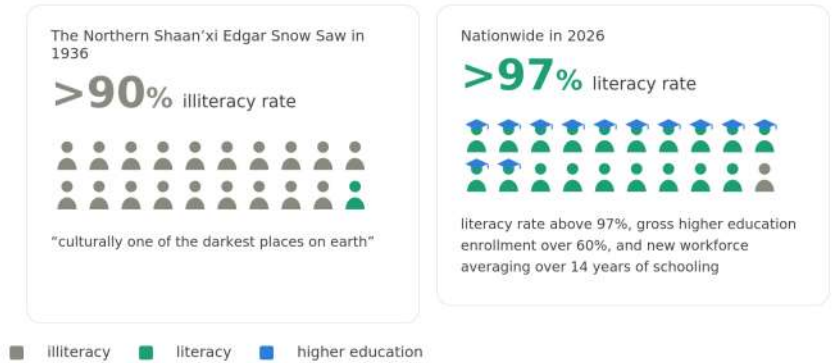 The Northern Shaan’xi Edgar Snow Saw in
1936
>90% illiteracy rate
“culturally one of the darkest places on earth”
Nationwide in 2026
>97% literacy rate
literacy rate above 97%, gross higher education
enrollment over 60%, and new workforce
averaging over 14 years of schooling
illiteracy literacy higher education